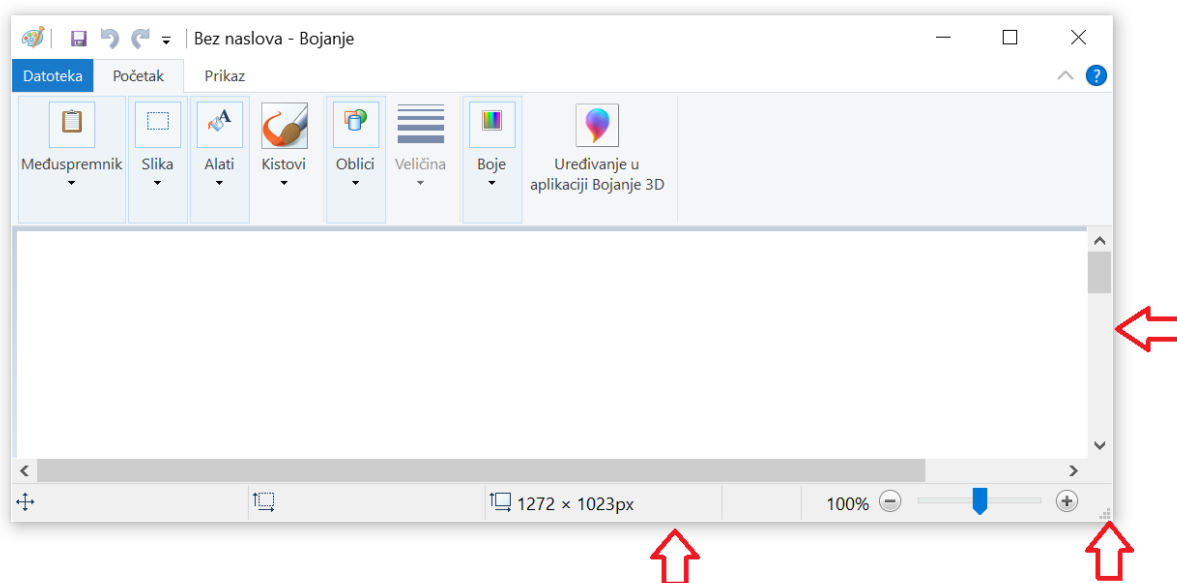 Bez naslova - Bojanje
Datoteka Početak Prikaz
?
A
Međuspremnik Slika Alati Kistovi Oblici Veličina Boje Uređivanje u
aplikaciji Bojanje 3D
1272 × 1023px 100%